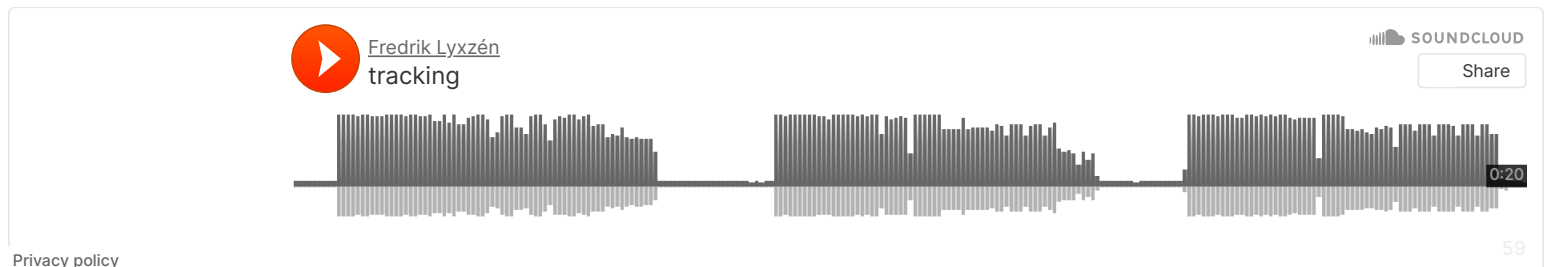 Fredrik Lyxzén
tracking
SOUNDCLOUD
Share
0:20
59
Privacy policy